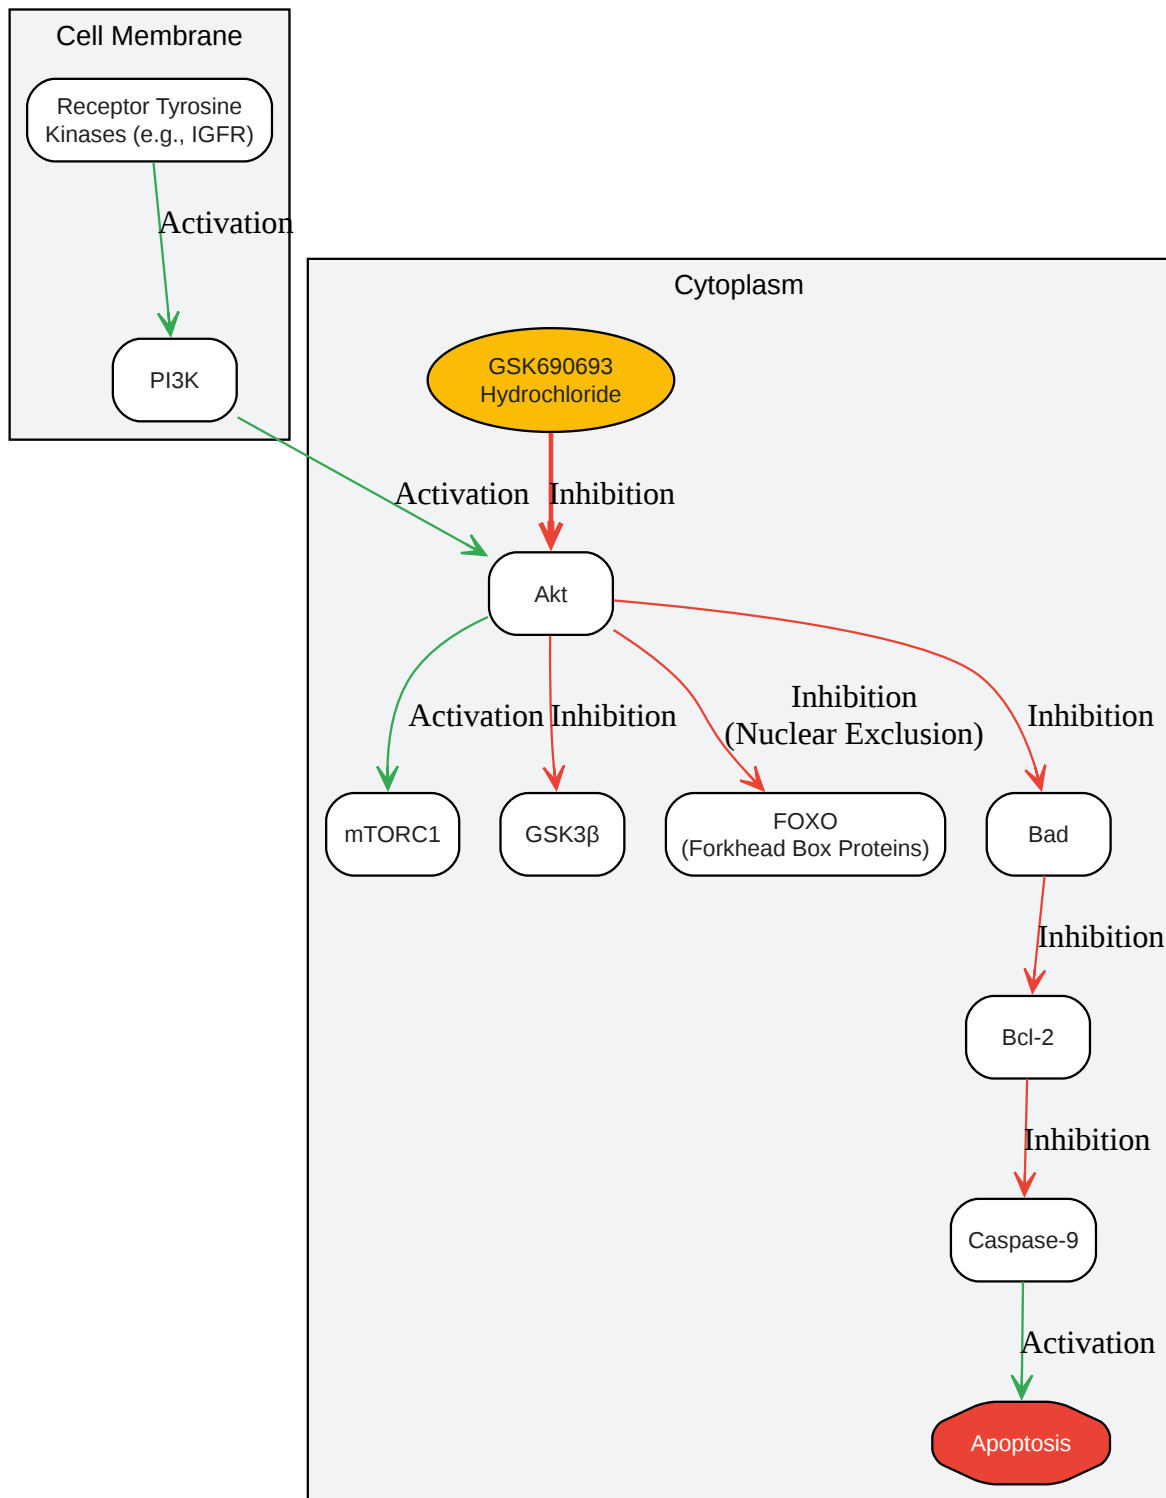 Cell Membrane
Receptor Tyrosine
Kinases (e.g., IGFR)
Activation
PI3K
Cytoplasm
GSK690693
Hydrochloride
Activation
Inhibition
Akt
Activation
Inhibition
Inhibition
(Nuclear Exclusion)
Inhibition
mTORC1
GSK3β
FOXO
(Forkhead Box Proteins)
Bad
Inhibition
Bcl-2
Inhibition
Caspase-9
Activation
Apoptosis